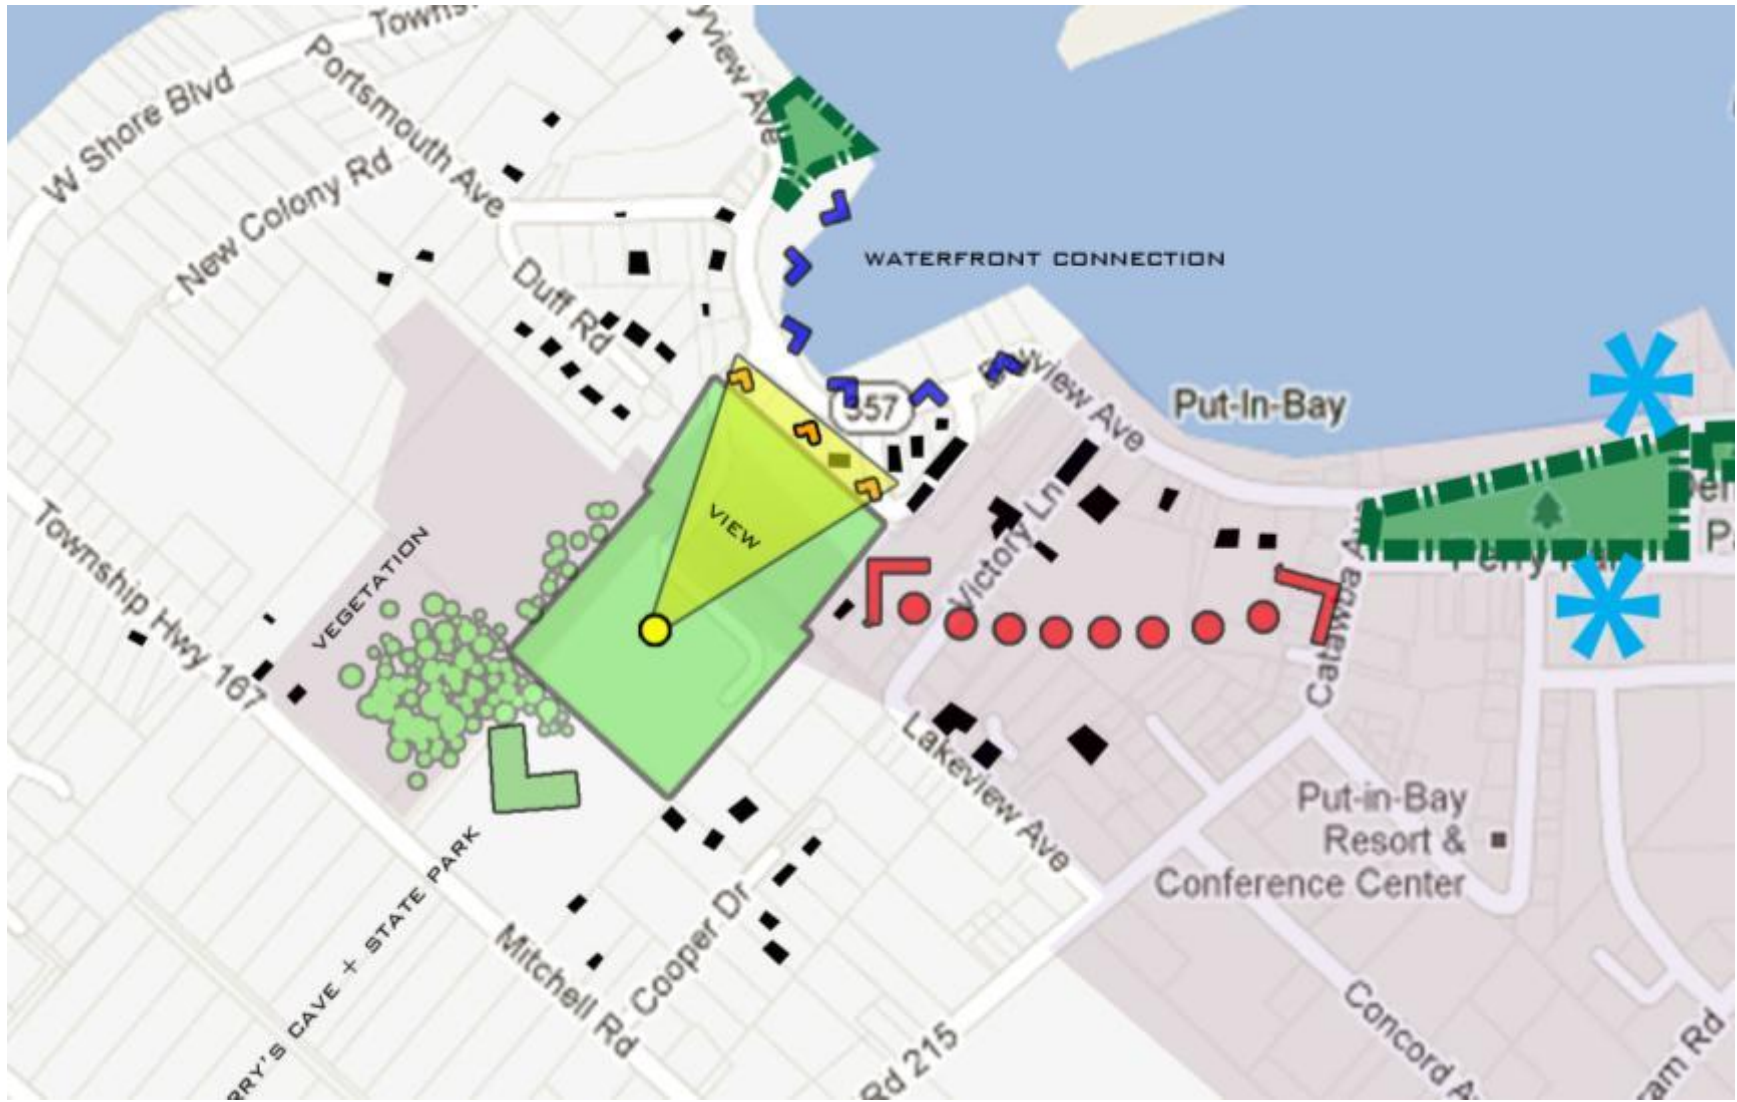 W Shore Blvd
Portsmouth Ave
New Colony Rd
Duff Rd
WATERFRONT CONNECTION
357
Put-In-Bay
VIEW
Victory Ln
VEGETATION
Township Hwy 167
Lakeview Ave
Put-in-Bay
Resort &
Conference Center
STATE PARK
CAVE +
Mitchell Rd
Cooper Dr
Rd 215